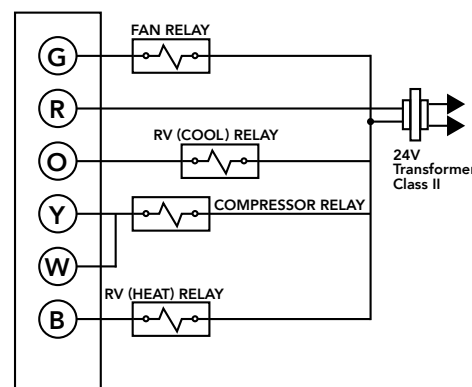 FAN RELAY
G
R
RV (COOL) RELAY
24V
Transformer
Class II
O
Y
COMPRESSOR RELAY
W
RV (HEAT) RELAY
B